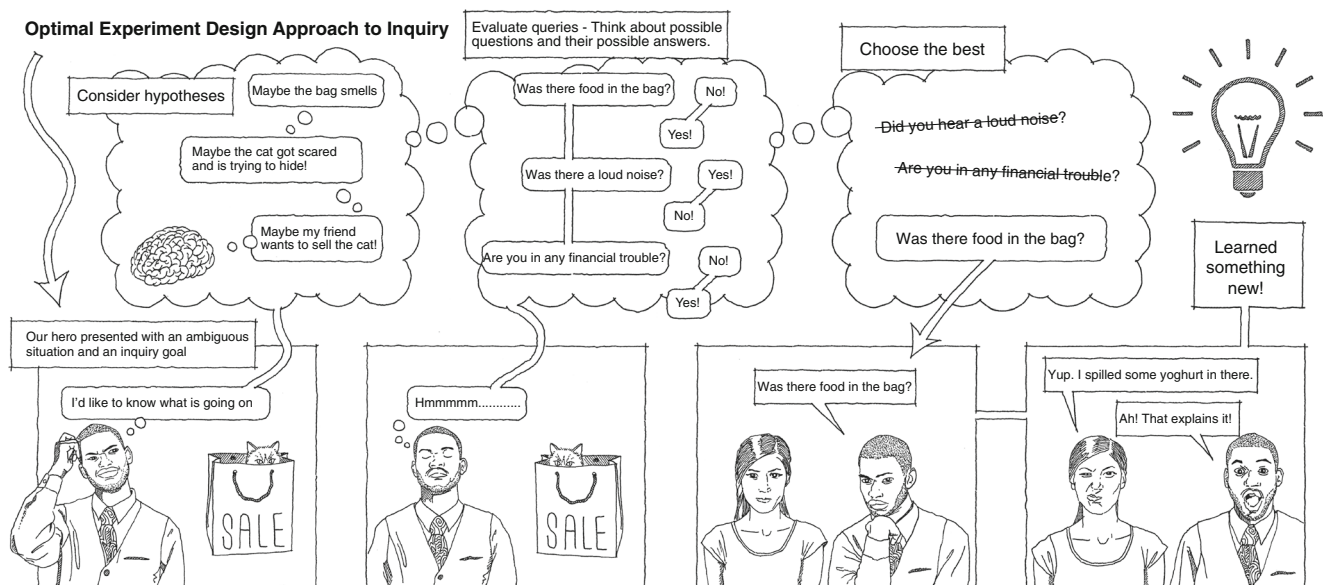 Optimal Experiment Design Approach to Inquiry
Consider hypotheses
Maybe the bag smells
Maybe the cat got scared
and is trying to hide!
Maybe my friend
wants to sell the cat!
Evaluate queries - Think about possible
questions and their possible answers.
Was there food in the bag?
No!
Yes!
Was there a loud noise?
Yes!
No!
Are you in any financial trouble?
No!
Yes!
Choose the best
Did you hear a loud noise?
Are you in any financial trouble?
Was there food in the bag?
Learned
something
new!
Our hero presented with an ambiguous
situation and an inquiry goal
I'd like to know what is going on
SALE
Hmmmmm............
SALE
Was there food in the bag?
Yup. I spilled some yoghurt in there.
Ah! That explains it!